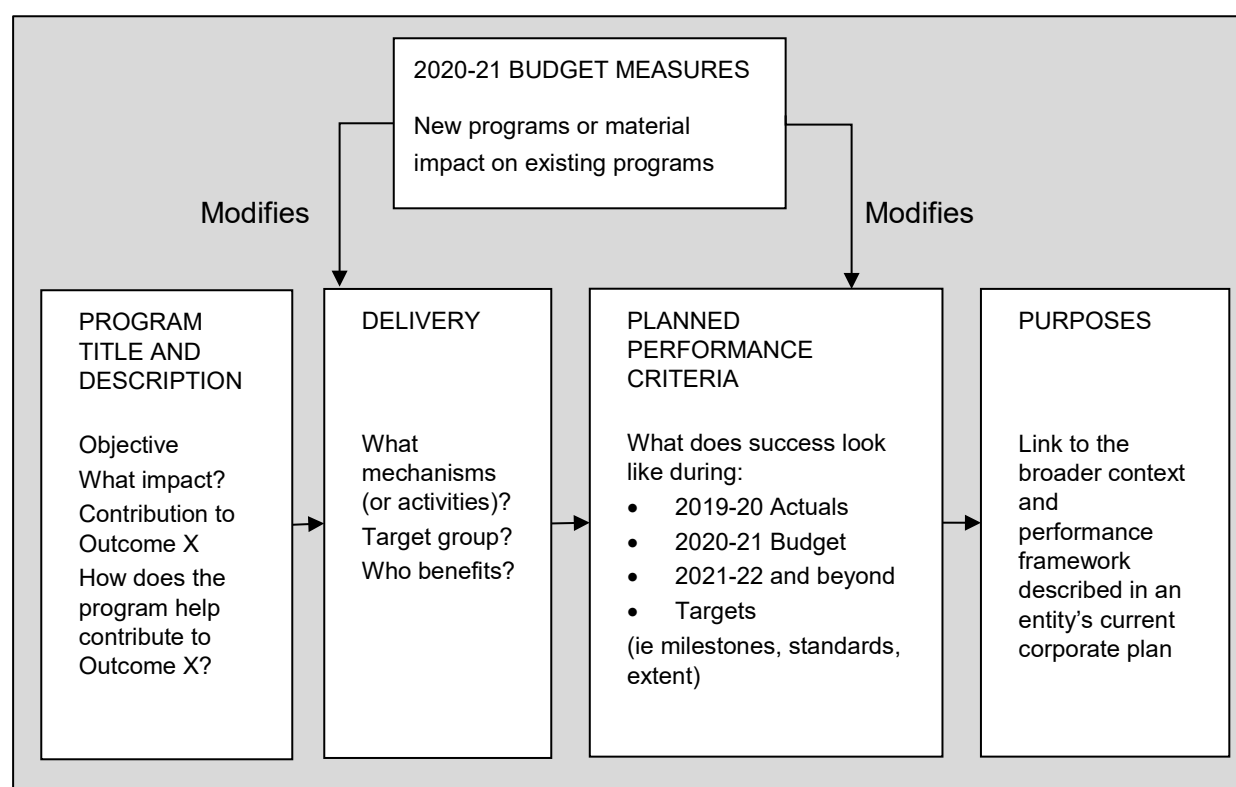 2020-21 BUDGET MEASURES
New programs or material
impact on existing programs
Modifies
Modifies
PROGRAM
TITLE AND
DESCRIPTION
Objective
What impact?
Contribution to
Outcome X
How does the
program help
contribute to
Outcome X?
DELIVERY
What
mechanisms
(or activities)?
Target group?
Who benefits?
PLANNED
PERFORMANCE
CRITERIA
What does success look
like during:
• 2019-20 Actuals
• 2020-21 Budget
• 2021-22 and beyond
• Targets
(ie milestones, standards,
extent)
PURPOSES
Link to the
broader context
and
performance
framework
described in an
entity’s current
corporate plan